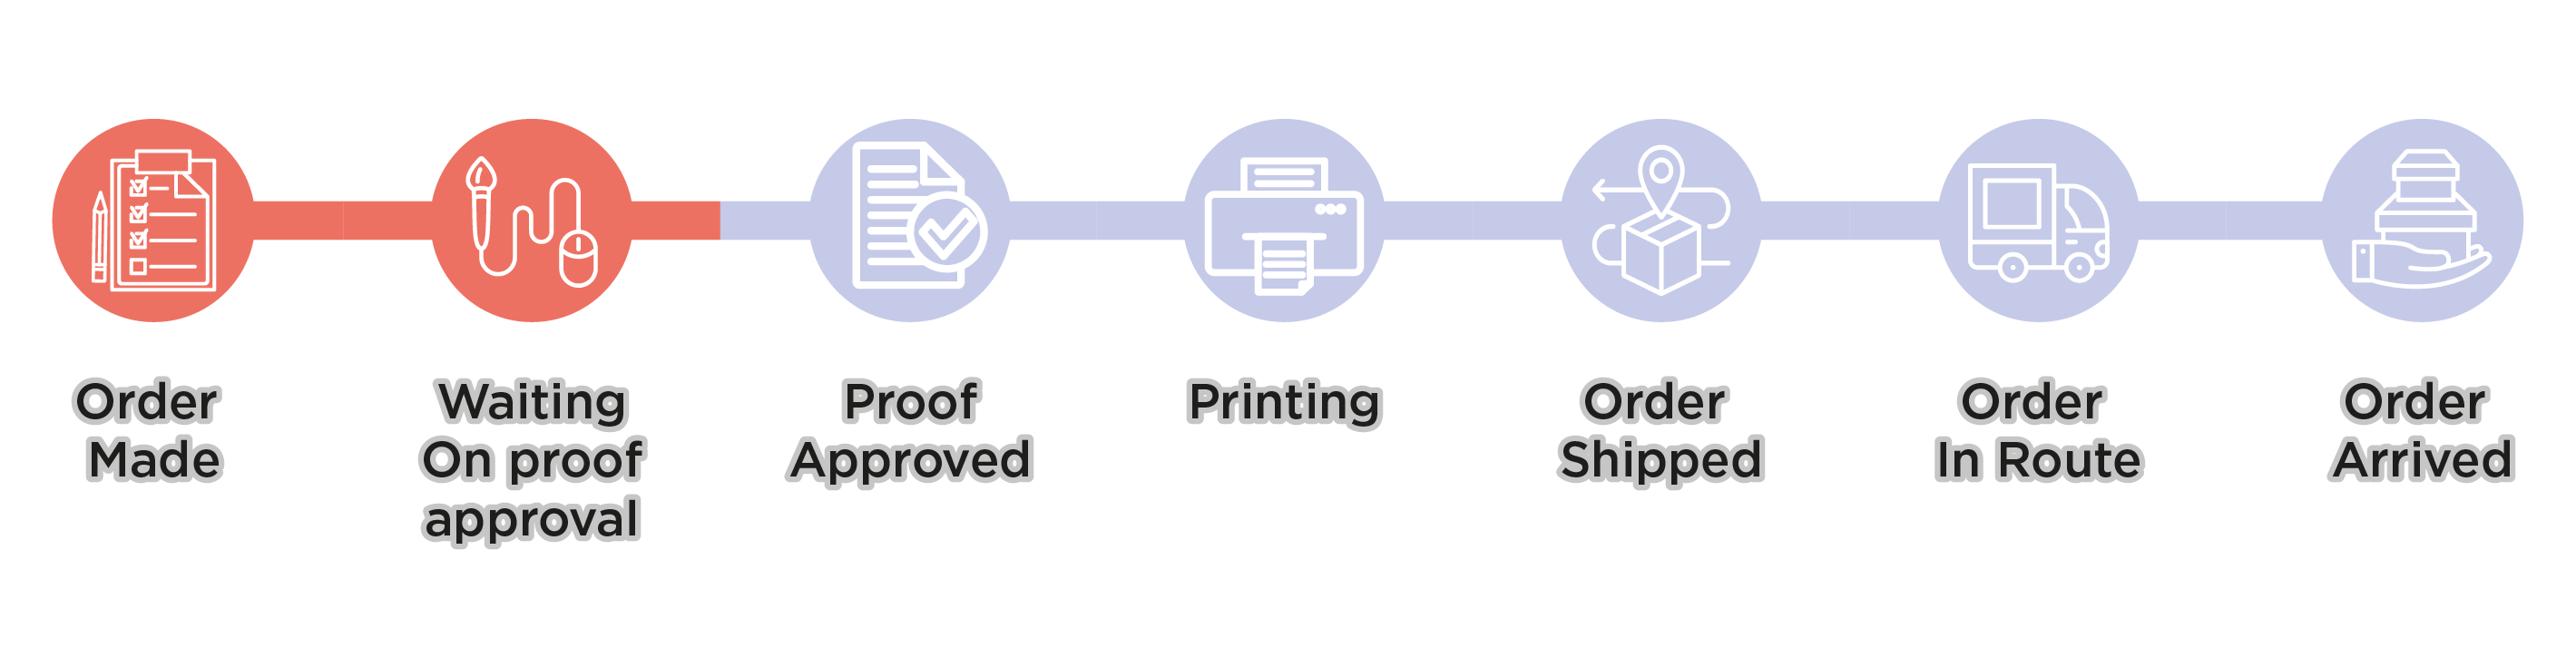 Order
Made
Waiting
On proof
approval
Proof
Approved
Printing
Order
Shipped
Order
In Route
Order
Arrived